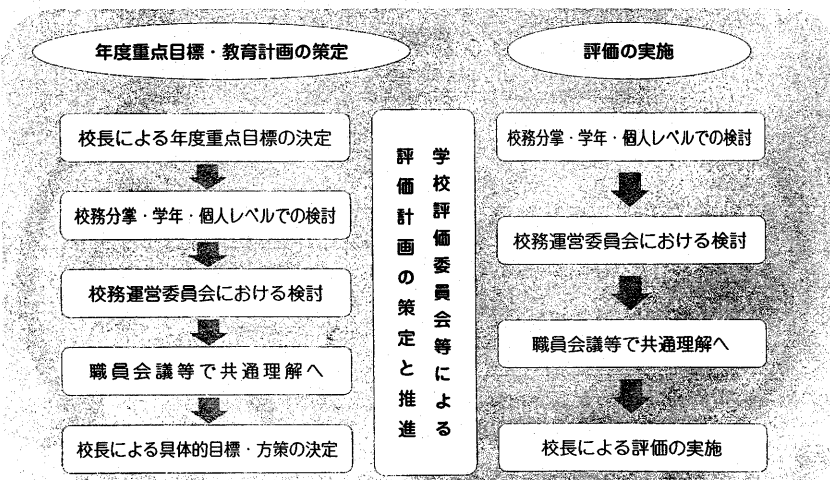 年度重点目標・教育計画の策定
校長による年度重点目標の決定
校務分掌・学年・個人レベルでの検討
校務運営委員会における検討
職員会議等で共通理解へ
校長による具体的目標・方策の決定
学校評価委員会等による
評価計画の策定と推進
評価の実施
校務分掌・学年・個人レベルでの検討
校務運営委員会における検討
職員会議等で共通理解へ
校長による評価の実施